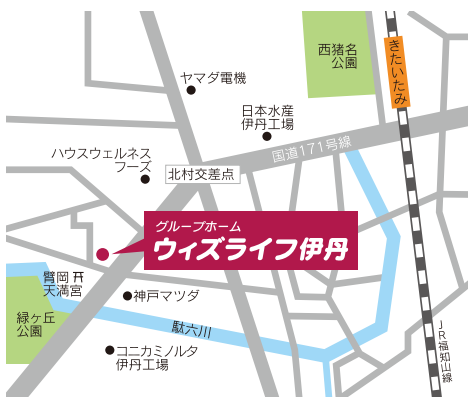 西猪名
公園
きたいたみ
ヤマダ電機
日本水産
伊丹工場
国道171号線
ハウスウェルネス
フーズ
北村交差点
グループホーム
ウィズライフ伊丹
臂岡
天満宮
神戸マツダ
緑ヶ丘
公園
駄六川
コニカミノルタ
伊丹工場
JR福知山線